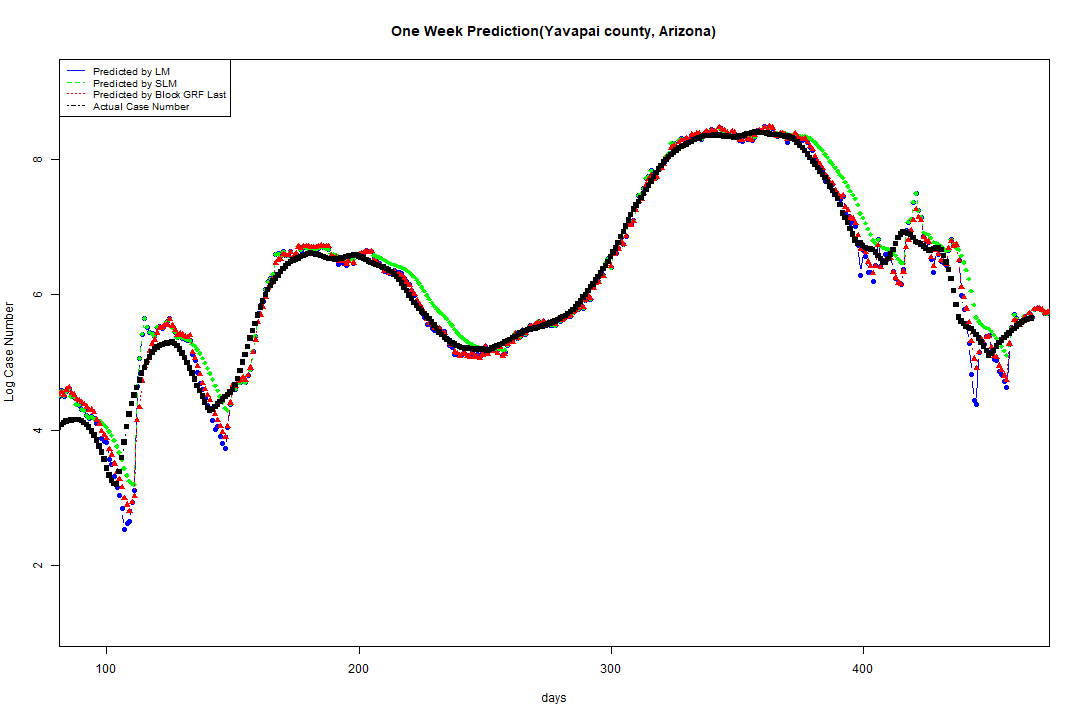 One Week Prediction(Yavapai county, Arizona)
Predicted by LM
Predicted by SLM
Predicted by Block GRF Last
Actual Case Number
Log Case Number
8
6
4
2
100 200 300 400
days